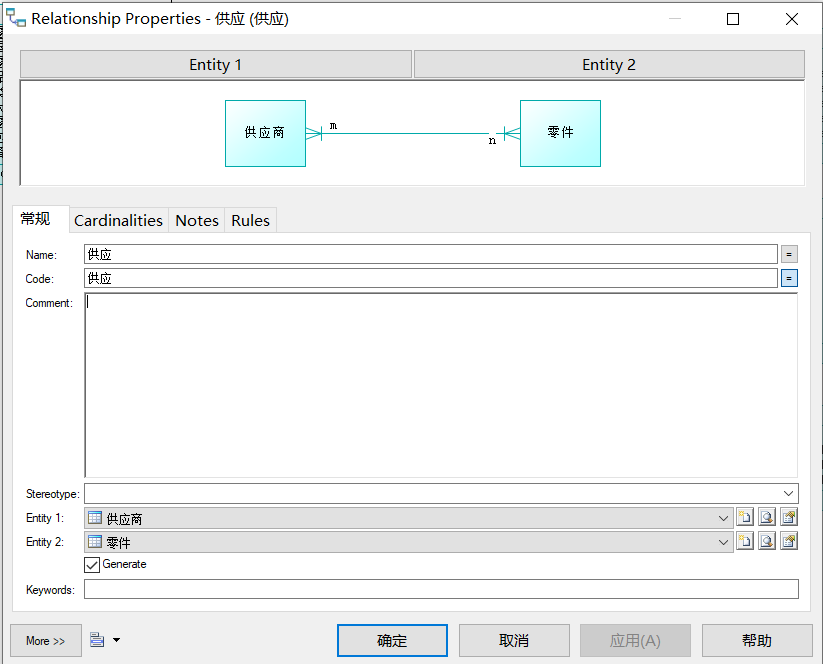 Relationship Properties - 供应 (供应)
Entity 1 Entity 2
供应商 m n 零件
常规 Cardinalities Notes Rules
Name: 供应 =
Code: 供应 =
Comment:
Stereotype:
Entity 1: 供应商
Entity 2: 零件
Generate
Keywords:
More >> 确定 取消 应用(A) 帮助